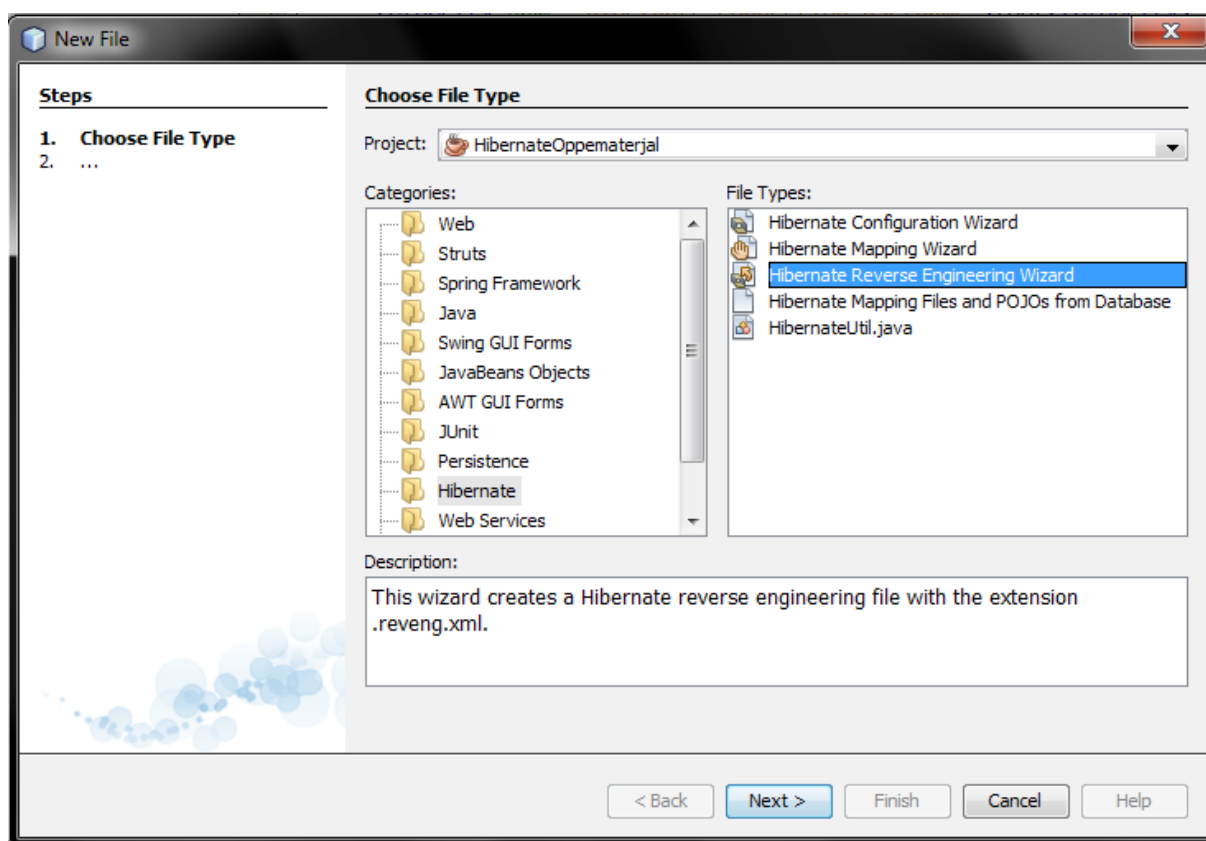 New File
Steps
1. Choose File Type
2. ...
Choose File Type
Project: HibernateOppematerjal
Categories:
Web
Struts
Spring Framework
Java
Swing GUI Forms
JavaBeans Objects
AWT GUI Forms
JUnit
Persistence
Hibernate
Web Services
File Types:
Hibernate Configuration Wizard
Hibernate Mapping Wizard
Hibernate Reverse Engineering Wizard
Hibernate Mapping Files and POJOs from Database
HibernateUtil.java
Description:
This wizard creates a Hibernate reverse engineering file with the extension
.reveng.xml.
< Back Next > Finish Cancel Help